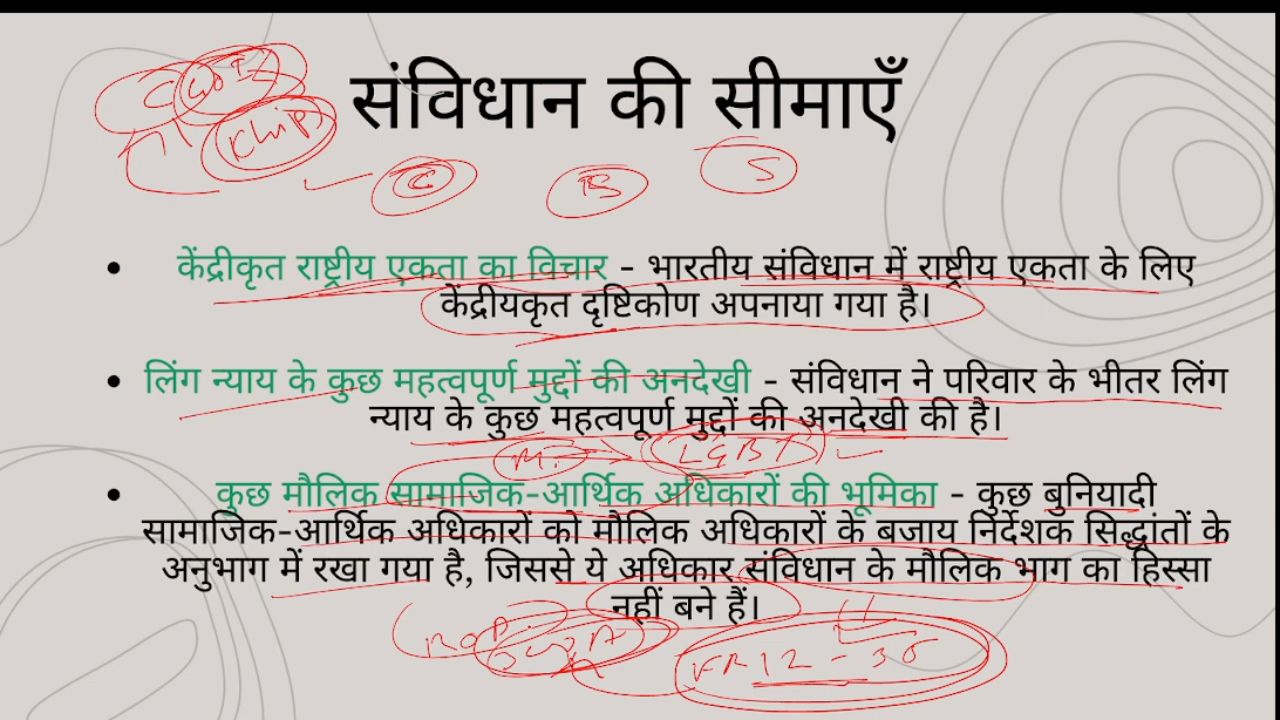 संविधान की सीमाएँ
C B S
• केंद्रीकृत राष्ट्रीय एकता का विचार - भारतीय संविधान में राष्ट्रीय एकता के लिए
केंद्रीयकृत दृष्टिकोण अपनाया गया है।
• लिंग न्याय के कुछ महत्वपूर्ण मुद्दों की अनदेखी - संविधान ने परिवार के भीतर लिंग
न्याय के कुछ महत्वपूर्ण मुद्दों की अनदेखी की है।
LGBT
• कुछ मौलिक सामाजिक-आर्थिक अधिकारों की भूमिका - कुछ बुनियादी
सामाजिक-आर्थिक अधिकारों को मौलिक अधिकारों के बजाय निर्देशक सिद्धांतों के
अनुभाग में रखा गया है, जिससे ये अधिकार संविधान के मौलिक भाग का हिस्सा
नहीं बने हैं।
FR 12 -